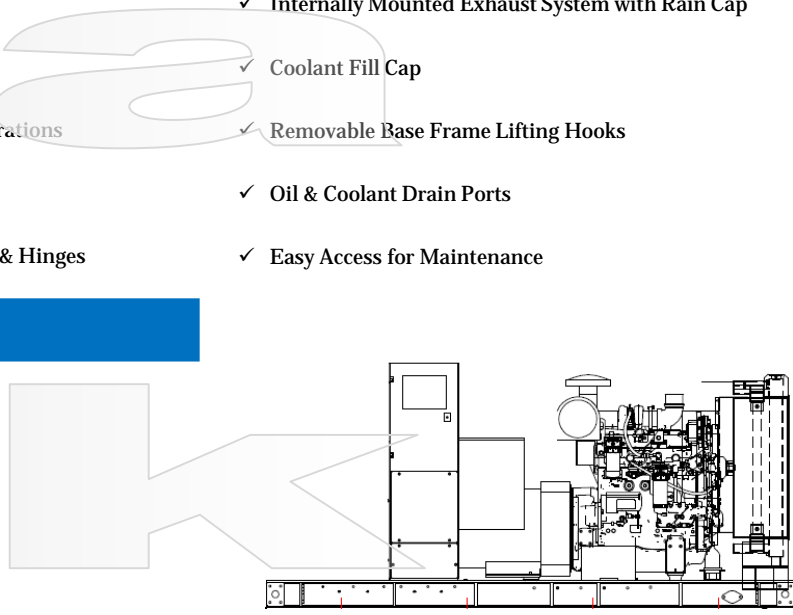 ✓ Internally Mounted Exhaust System with Rain Cap
✓ Coolant Fill Cap
✓ Removable Base Frame Lifting Hooks
✓ Oil & Coolant Drain Ports
& Hinges
✓ Easy Access for Maintenance
a
k